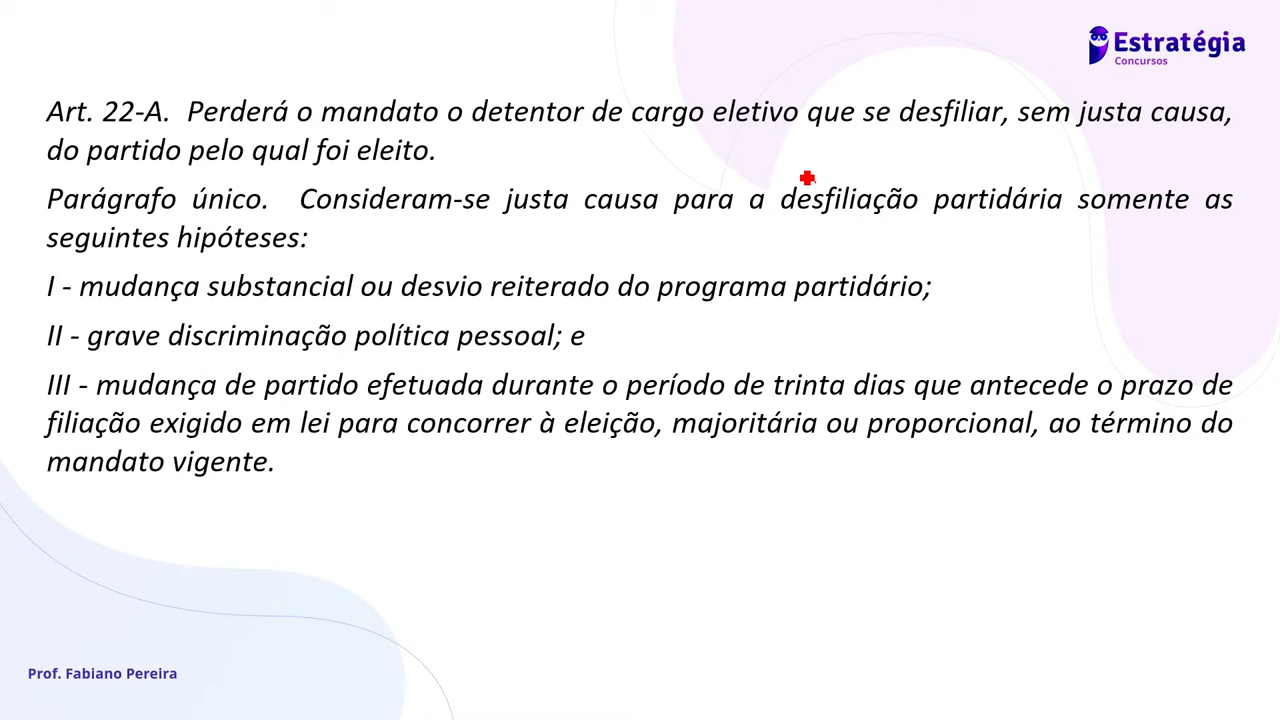 Estratégia
Concursos
Art. 22-A. Perderá o mandato o detentor de cargo eletivo que se desfiliar, sem justa causa,
do partido pelo qual foi eleito.
Parágrafo único. Consideram-se justa causa para a desfiliação partidária somente as
seguintes hipóteses:
I - mudança substancial ou desvio reiterado do programa partidário;
II - grave discriminação política pessoal; e
III - mudança de partido efetuada durante o período de trinta dias que antecede o prazo de
filiação exigido em lei para concorrer à eleição, majoritária ou proporcional, ao término do
mandato vigente.
Prof. Fabiano Pereira